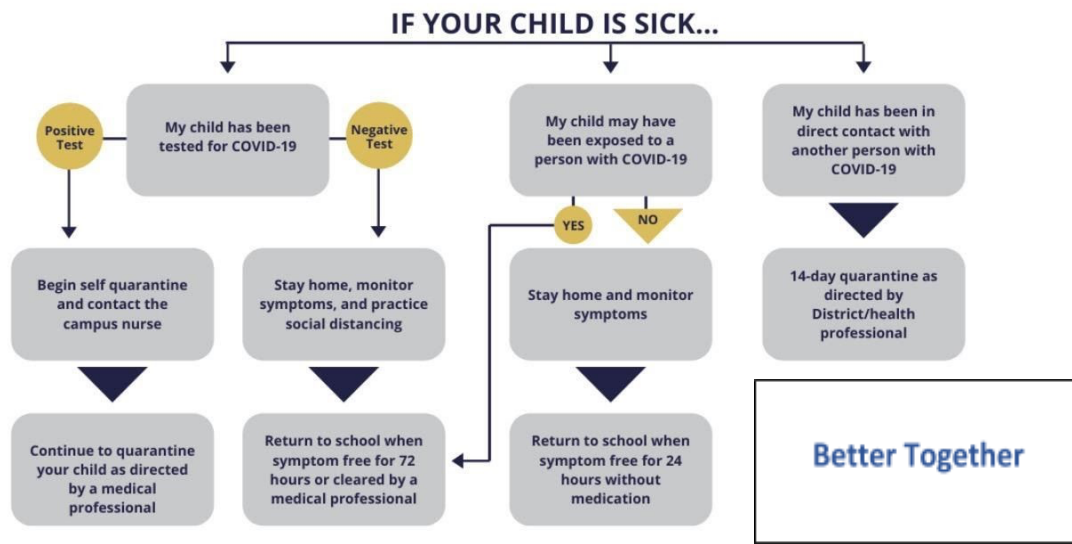 IF YOUR CHILD IS SICK...
Positive
Test
My child has been
tested for COVID-19
Negative
Test
My child may have
been exposed to a
person with COVID-19
My child has been in
direct contact with
another person with
COVID-19
YES
NO
Begin self quarantine
and contact the
campus nurse
Stay home, monitor
symptoms, and practice
social distancing
Stay home and monitor
symptoms
14-day quarantine as
directed by
District/health
professional
Continue to quarantine
your child as directed
by a medical
professional
Return to school when
symptom free for 72
hours or cleared by a
medical professional
Return to school when
symptom free for 24
hours without
medication
Better Together